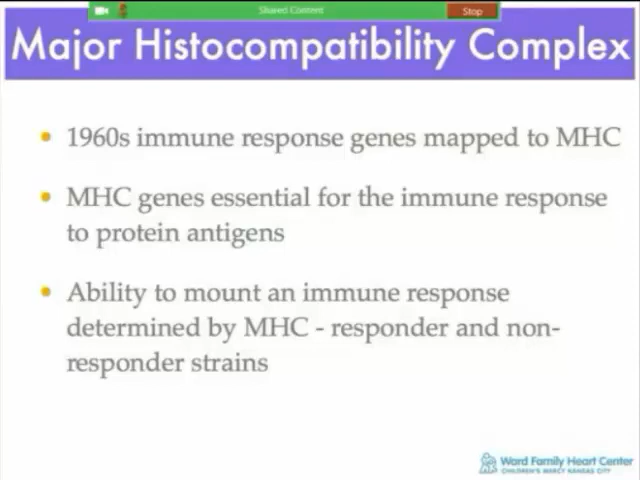 Shared Content
Stop
Major Histocompatibility Complex
1960s immune response genes mapped to MHC
MHC genes essential for the immune response
to protein antigens
Ability to mount an immune response
determined by MHC - responder and non-
responder strains
Ward Family Heart Center
CHILDREN'S MERCY KANSAS CITY